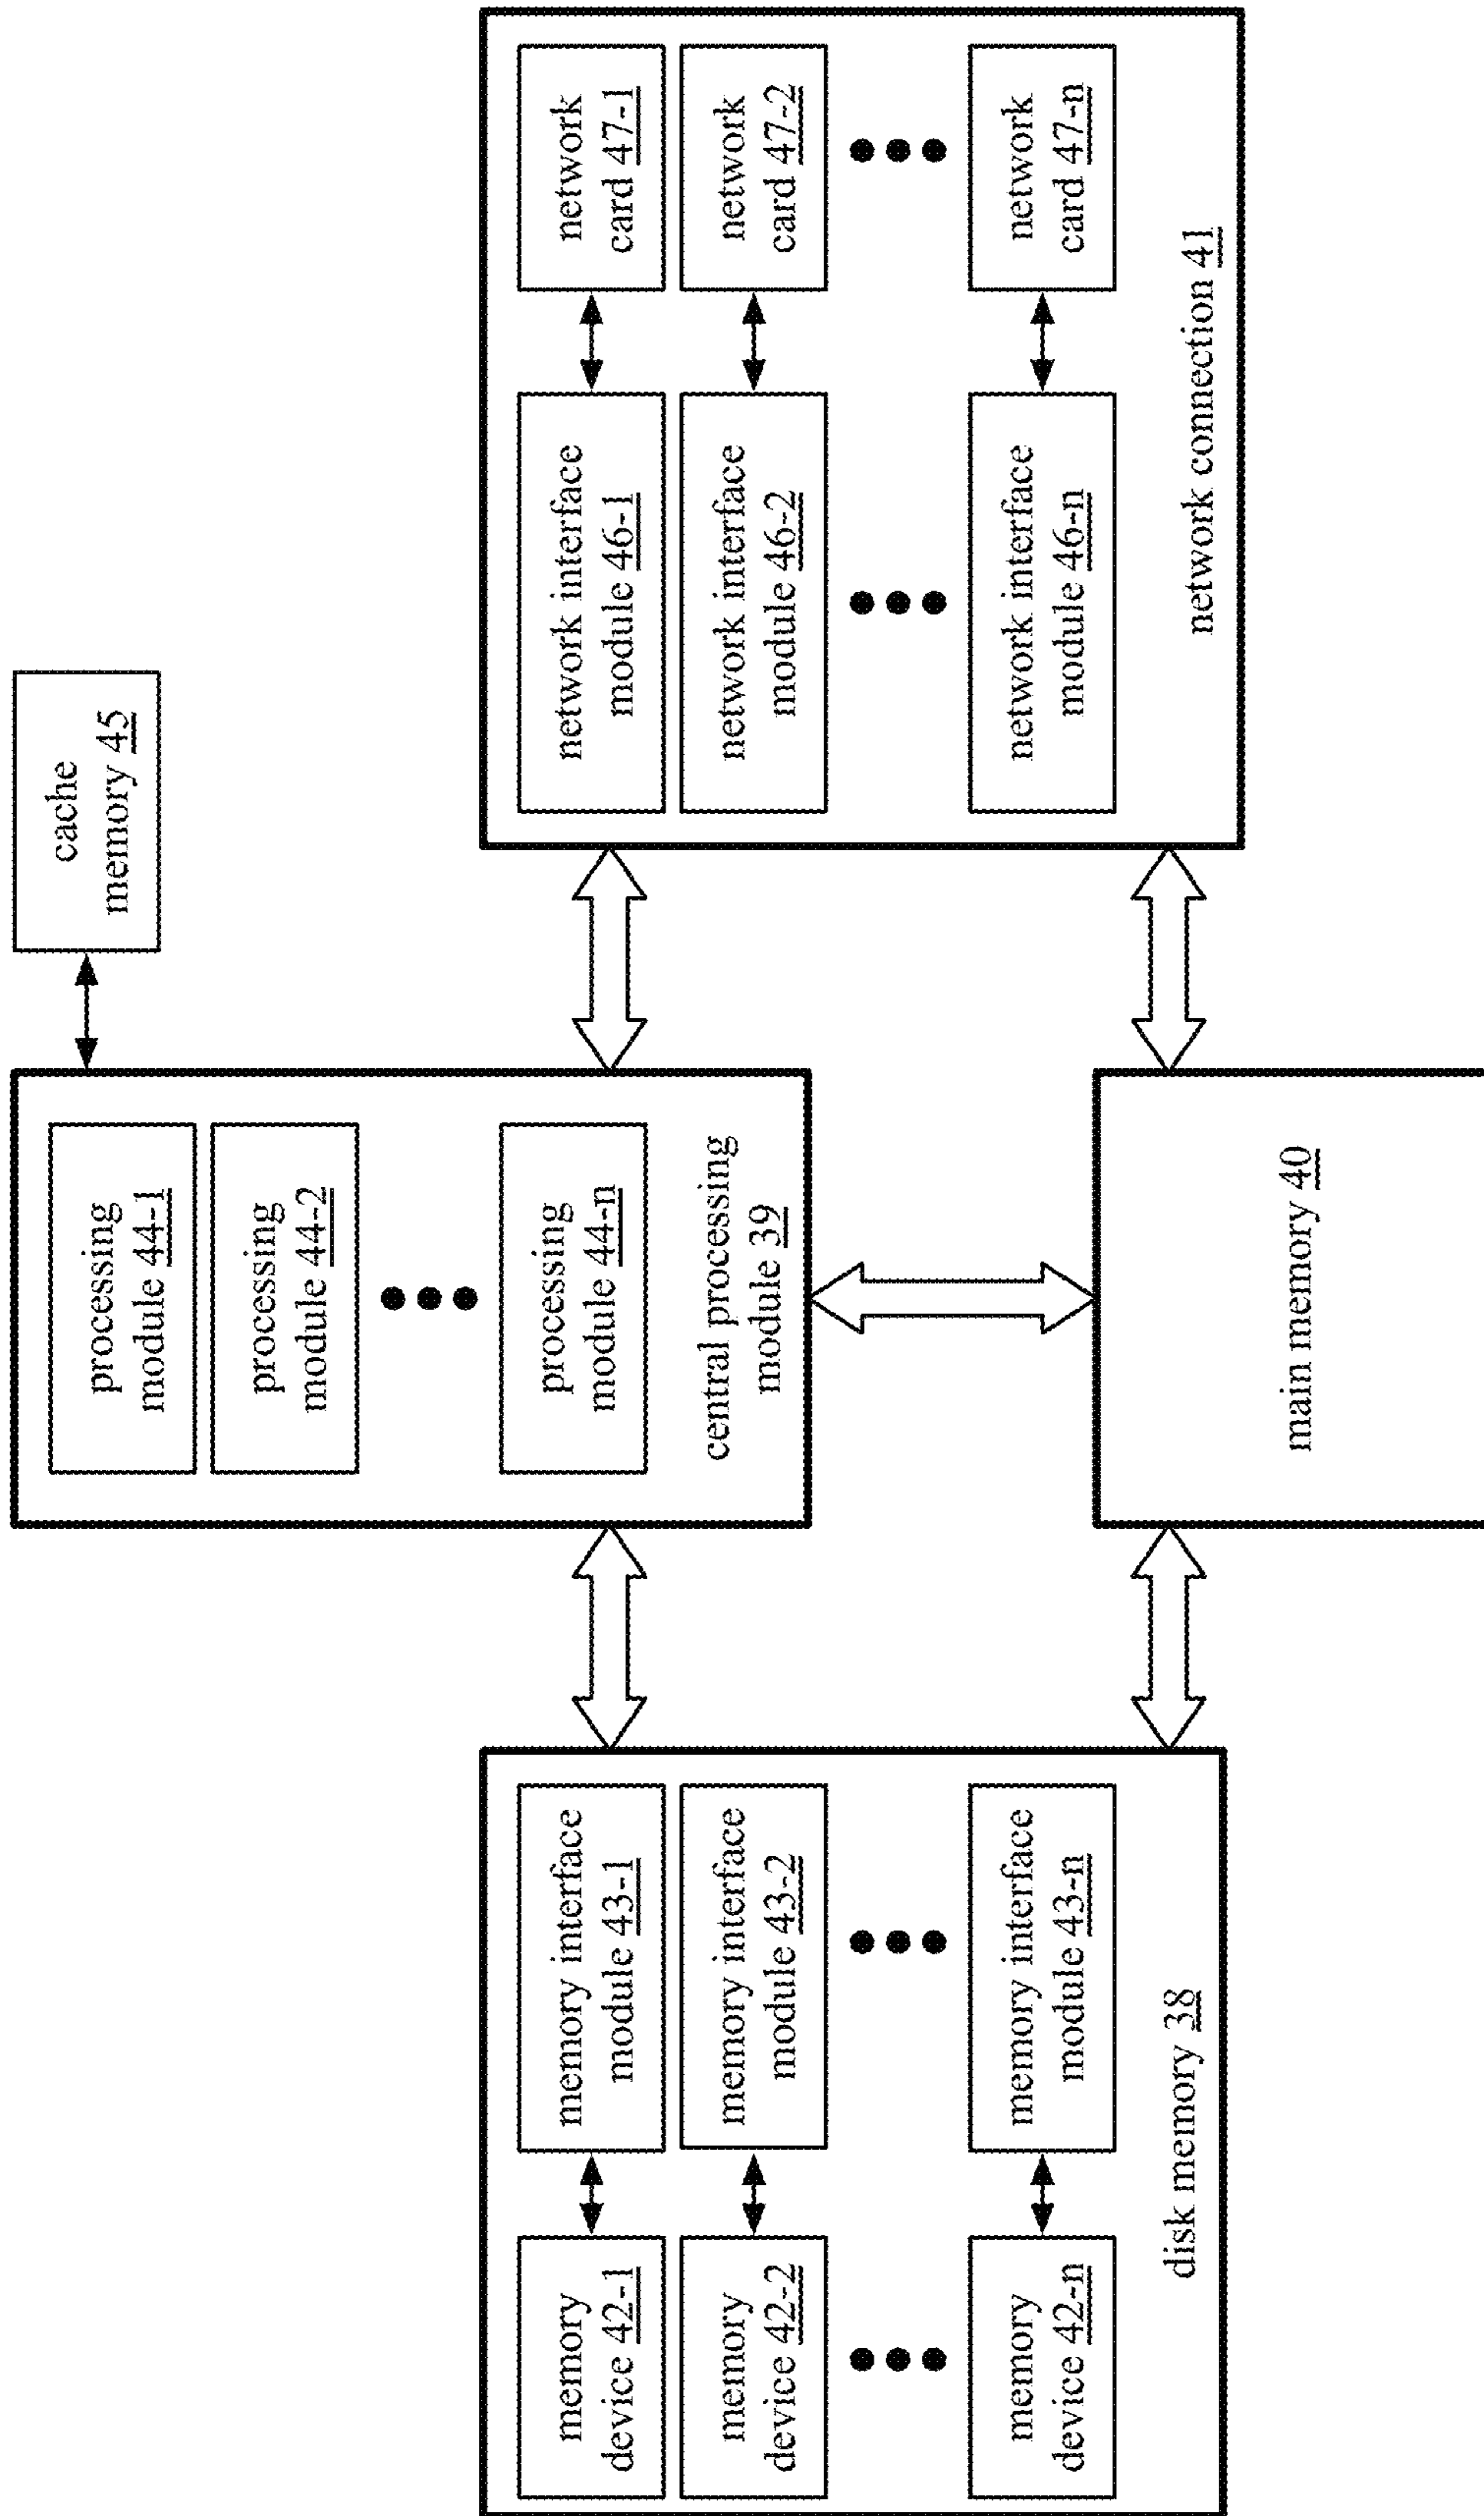 memory
device 42-1
memory
device 42-2
memory
device 42-n
memory interface
module 43-1
memory interface
module 43-2
memory interface
module 43-n
disk memory 38
processing
module 44-1
processing
module 44-2
processing
module 44-n
central processing
module 39
main memory 40
cache
memory 45
network interface
module 46-1
network interface
module 46-2
network interface
module 46-n
network
card 47-1
network
card 47-2
network
card 47-n
network connection 41